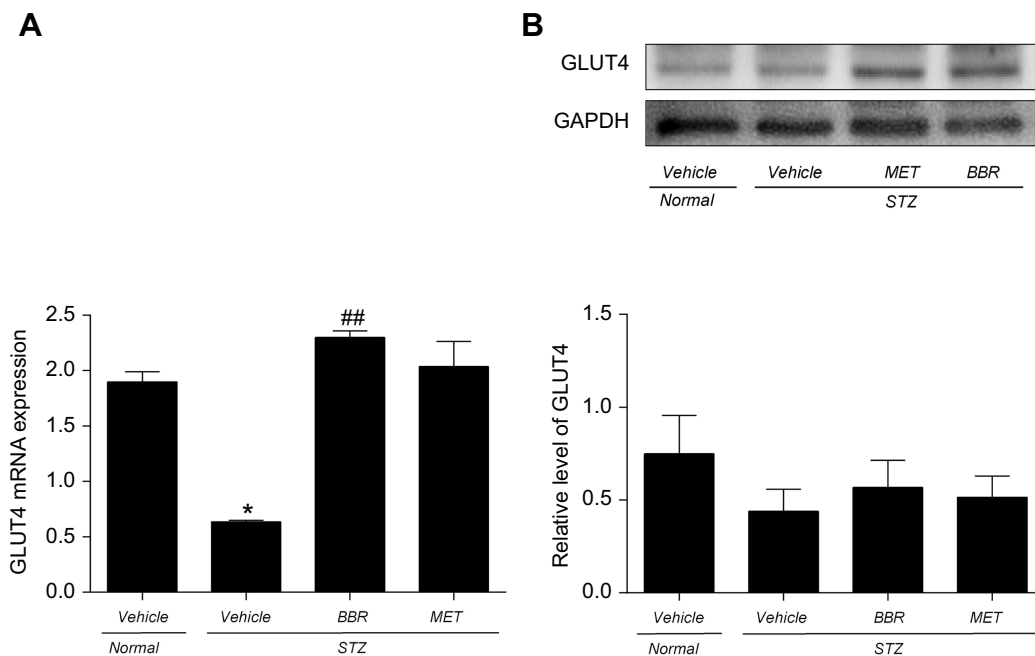 A
B
GLUT4
GAPDH
Vehicle Vehicle MET BBR
Normal STZ
GLUT4 mRNA expression
2.5
2.0
1.5
1.0
0.5
0.0
*
##
Vehicle Vehicle BBR MET
Normal STZ
Relative level of GLUT4
1.5
1.0
0.5
0.0
Vehicle Vehicle BBR MET
Normal STZ